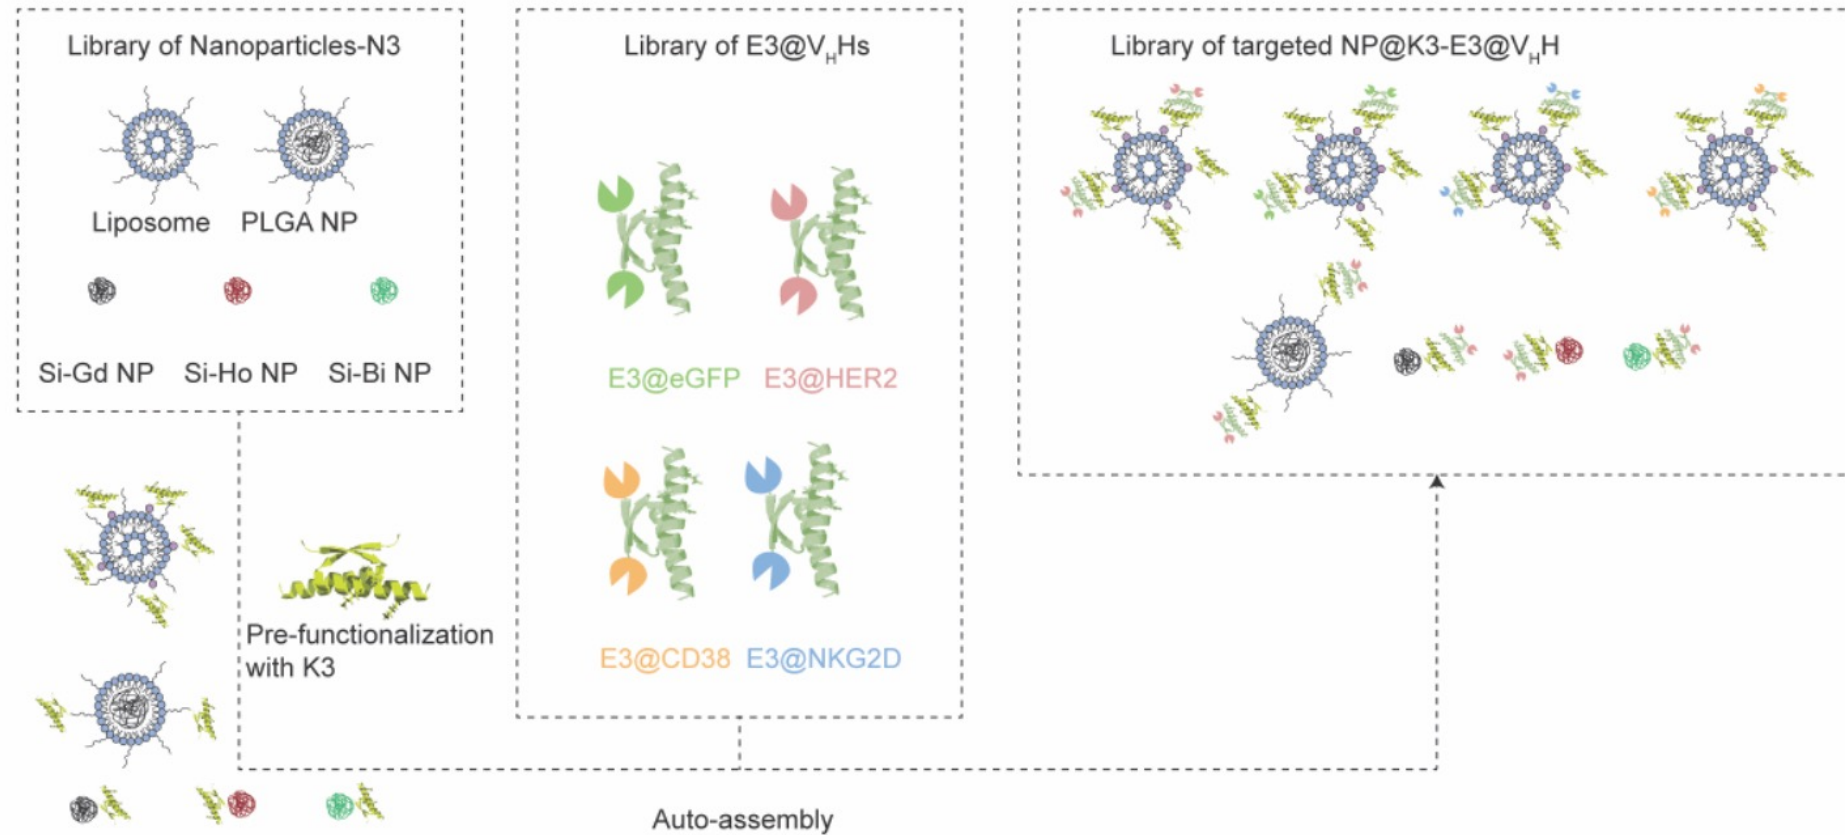 Library of Nanoparticles-N3
Liposome PLGA NP
Si-Gd NP Si-Ho NP Si-Bi NP
Pre-functionalization
with K3
Library of E3@VHHs
E3@eGFP E3@HER2
E3@CD38 E3@NKG2D
Library of targeted NP@K3-E3@VHH
Auto-assembly